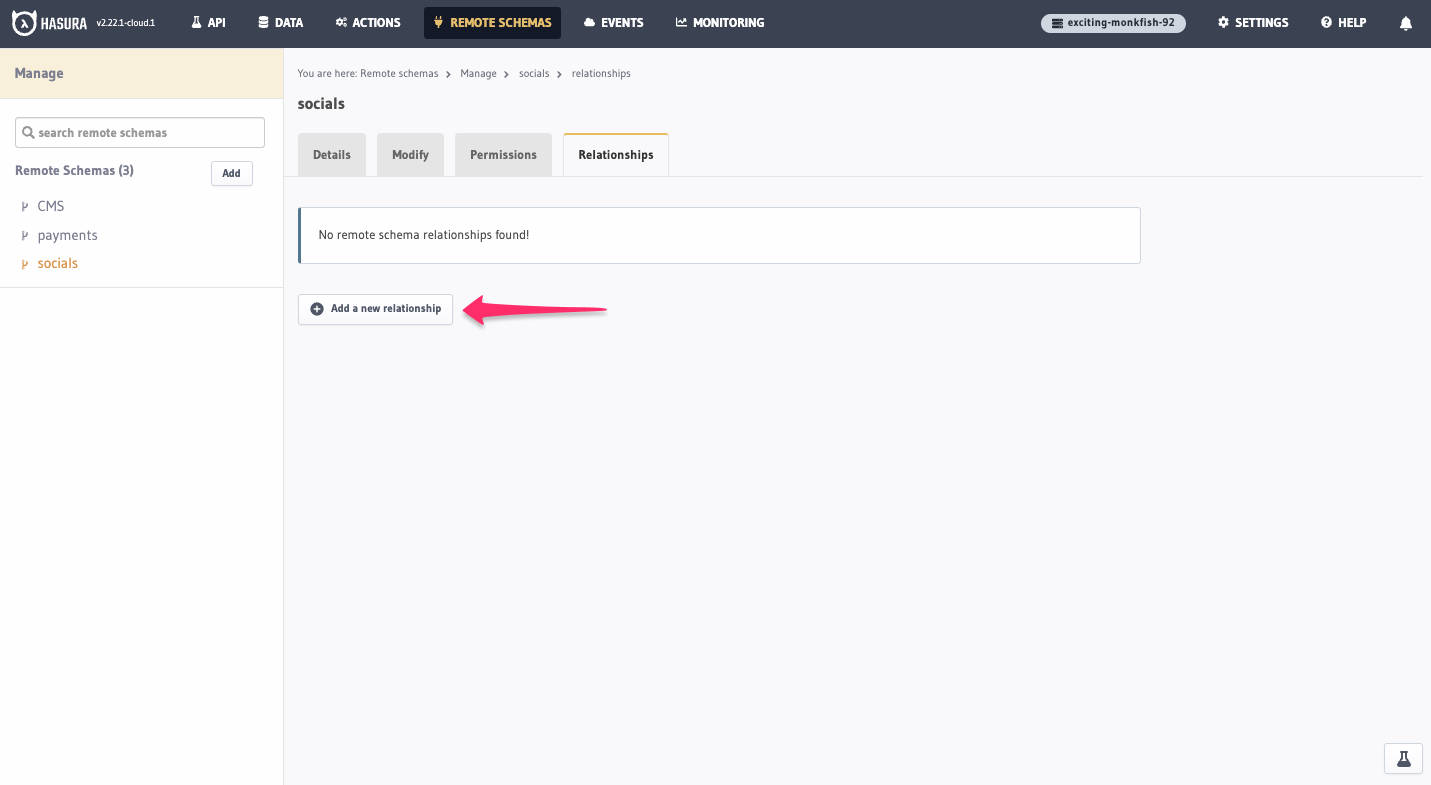 HASURA v2.22.1-cloud.1 API DATA ACTIONS REMOTE SCHEMAS EVENTS MONITORING exciting-monkfish-92 SETTINGS HELP
Manage
search remote schemas
Remote Schemas (3) Add
CMS
payments
socials
You are here: Remote schemas > Manage > socials > relationships
socials
Details Modify Permissions Relationships
No remote schema relationships found!
Add a new relationship